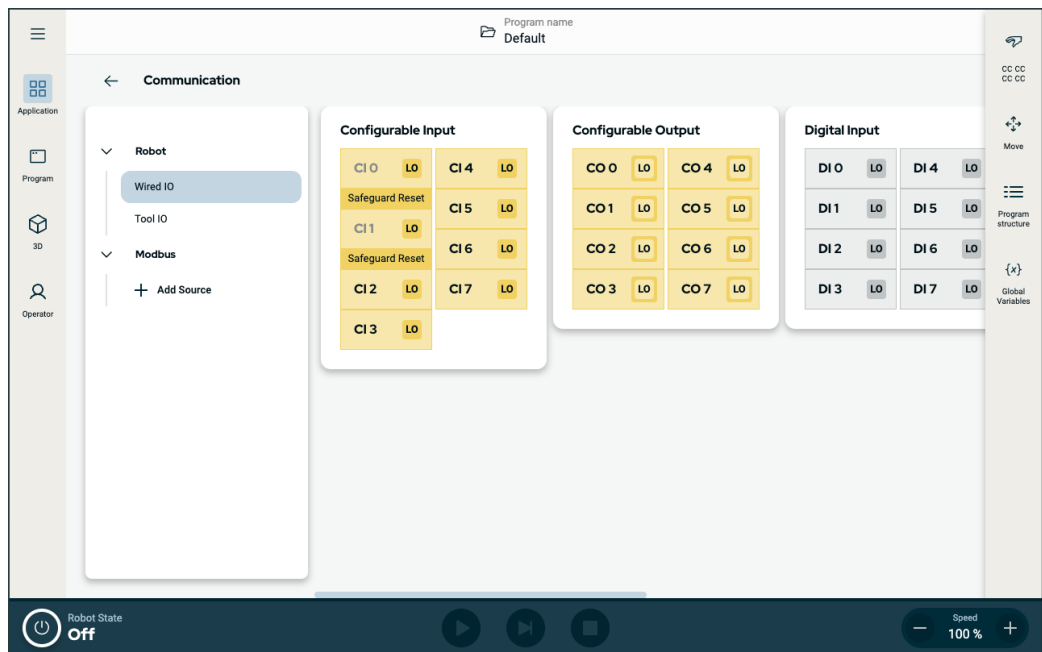 Program name
Default
Application
Program
3D
Operator
Communication
Robot
Wired IO
Tool IO
Modbus
Add Source
Configurable Input
CI 0 LO CI 4 LO
Safeguard Reset
CI 5 LO
CI 1 LO
CI 6 LO
Safeguard Reset
CI 2 LO CI 7 LO
CI 3 LO
Configurable Output
CO 0 LO CO 4 LO
CO 1 LO CO 5 LO
CO 2 LO CO 6 LO
CO 3 LO CO 7 LO
Digital Input
DI 0 LO DI 4 LO
DI 1 LO DI 5 LO
DI 2 LO DI 6 LO
DI 3 LO DI 7 LO
CC CC
CC CC
Move
Program
structure
{x}
Global
Variables
Robot State
Off
Speed
100 %